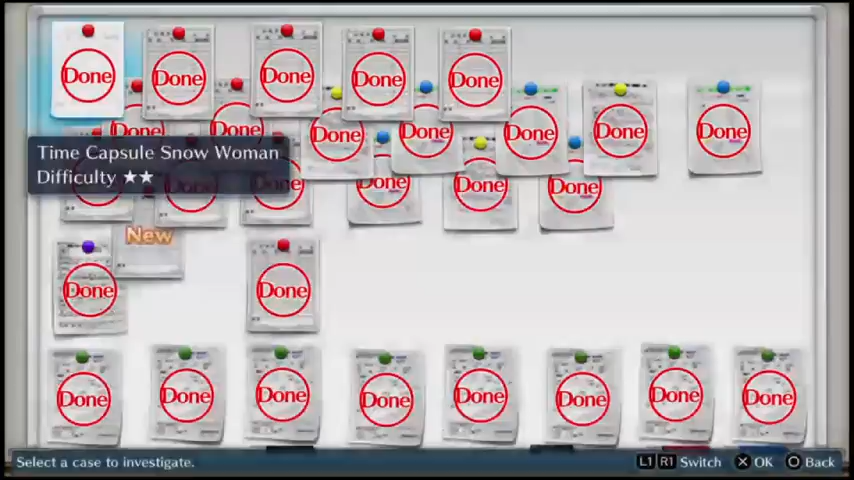 Done
Done
Done
Done
Done
Done
Done
Done
Done
Done
Done
Done
Time Capsule Snow Woman
Difficulty ★★
Done
Done
Done
Done
Done
Done
New
Done
Done
Done
Done
Done
Done
Done
Done
Done
Done
Select a case to investigate.
L1 R1 Switch
OK
Back